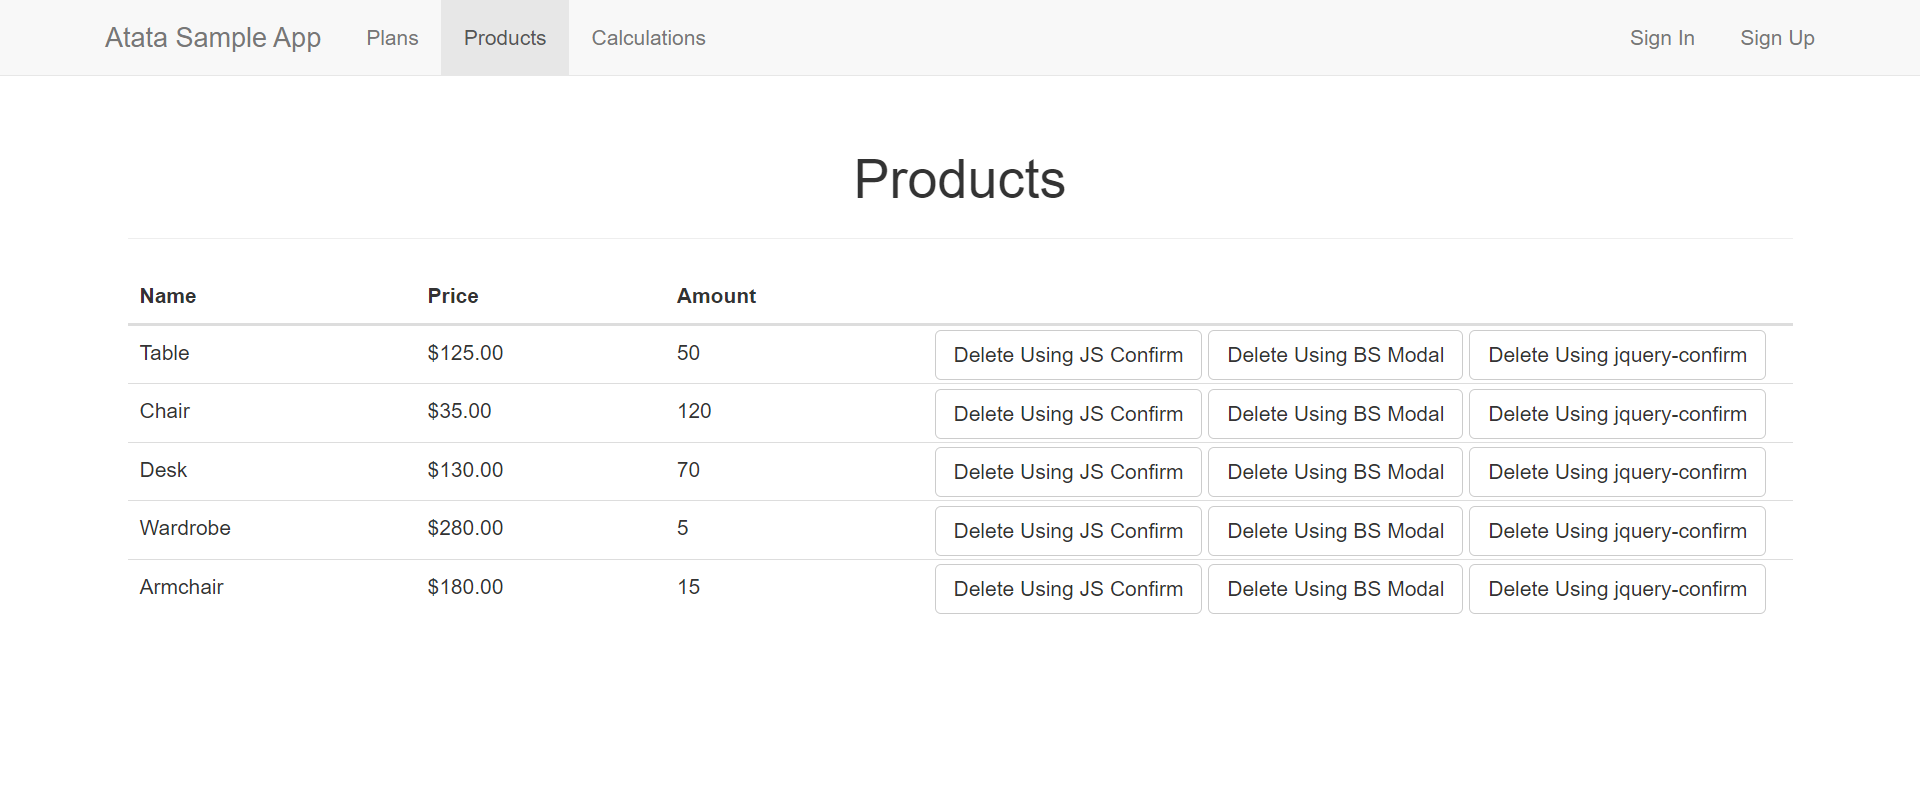 Atata Sample App Plans Products Calculations Sign In Sign Up
Products
Name Price Amount
Table $125.00 50 Delete Using JS Confirm Delete Using BS Modal Delete Using jquery-confirm
Chair $35.00 120 Delete Using JS Confirm Delete Using BS Modal Delete Using jquery-confirm
Desk $130.00 70 Delete Using JS Confirm Delete Using BS Modal Delete Using jquery-confirm
Wardrobe $280.00 5 Delete Using JS Confirm Delete Using BS Modal Delete Using jquery-confirm
Armchair $180.00 15 Delete Using JS Confirm Delete Using BS Modal Delete Using jquery-confirm